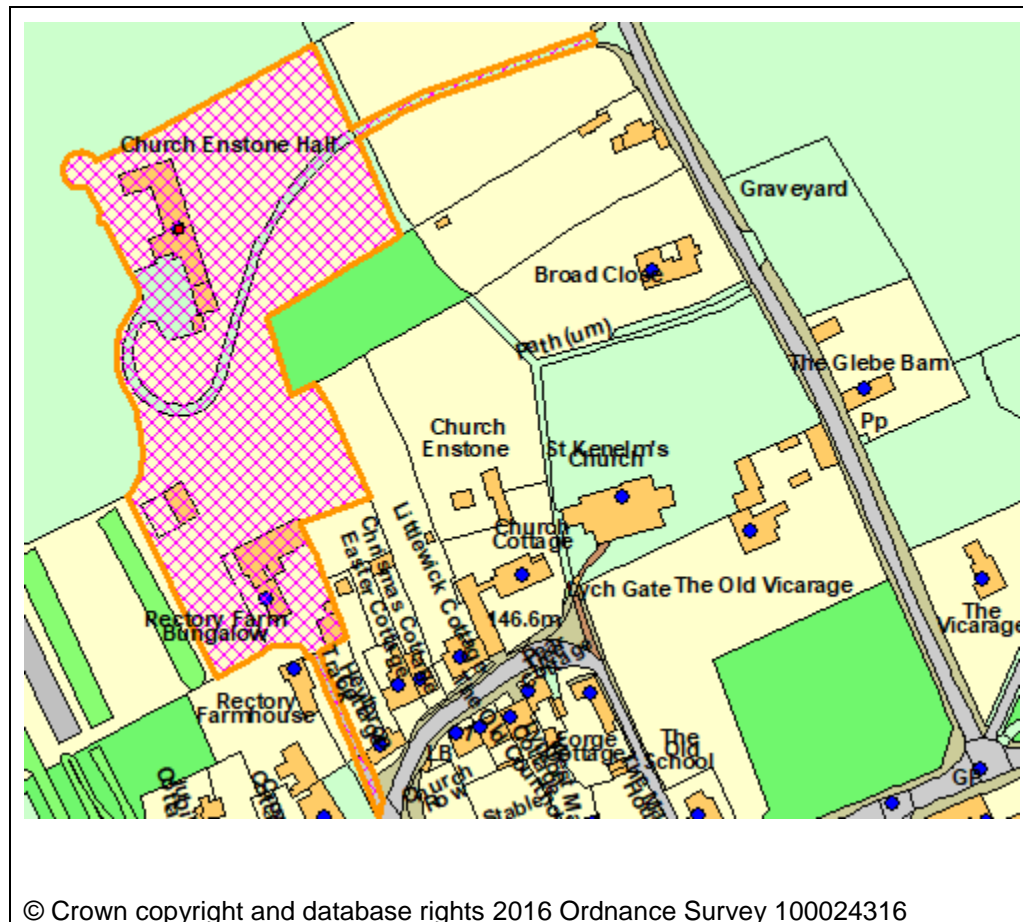 Church Enstone Hall
Graveyard
Broad Close
Path (um)
The Glebe Barn
Pp
Church
Enstone
St Kenelm's
Church
Church
Cottage
Littlewick Cottage
Christmas Cottage
Easter Cottage
Lych Gate
The Old Vicarage
The
Vicarage
146.6m
Rectory Farm
Bungalow
Rectory
Farmhouse
The
Old
School
Forge
Cottage
LB
Church
Row
Stable
GP
© Crown copyright and database rights 2016 Ordnance Survey 100024316